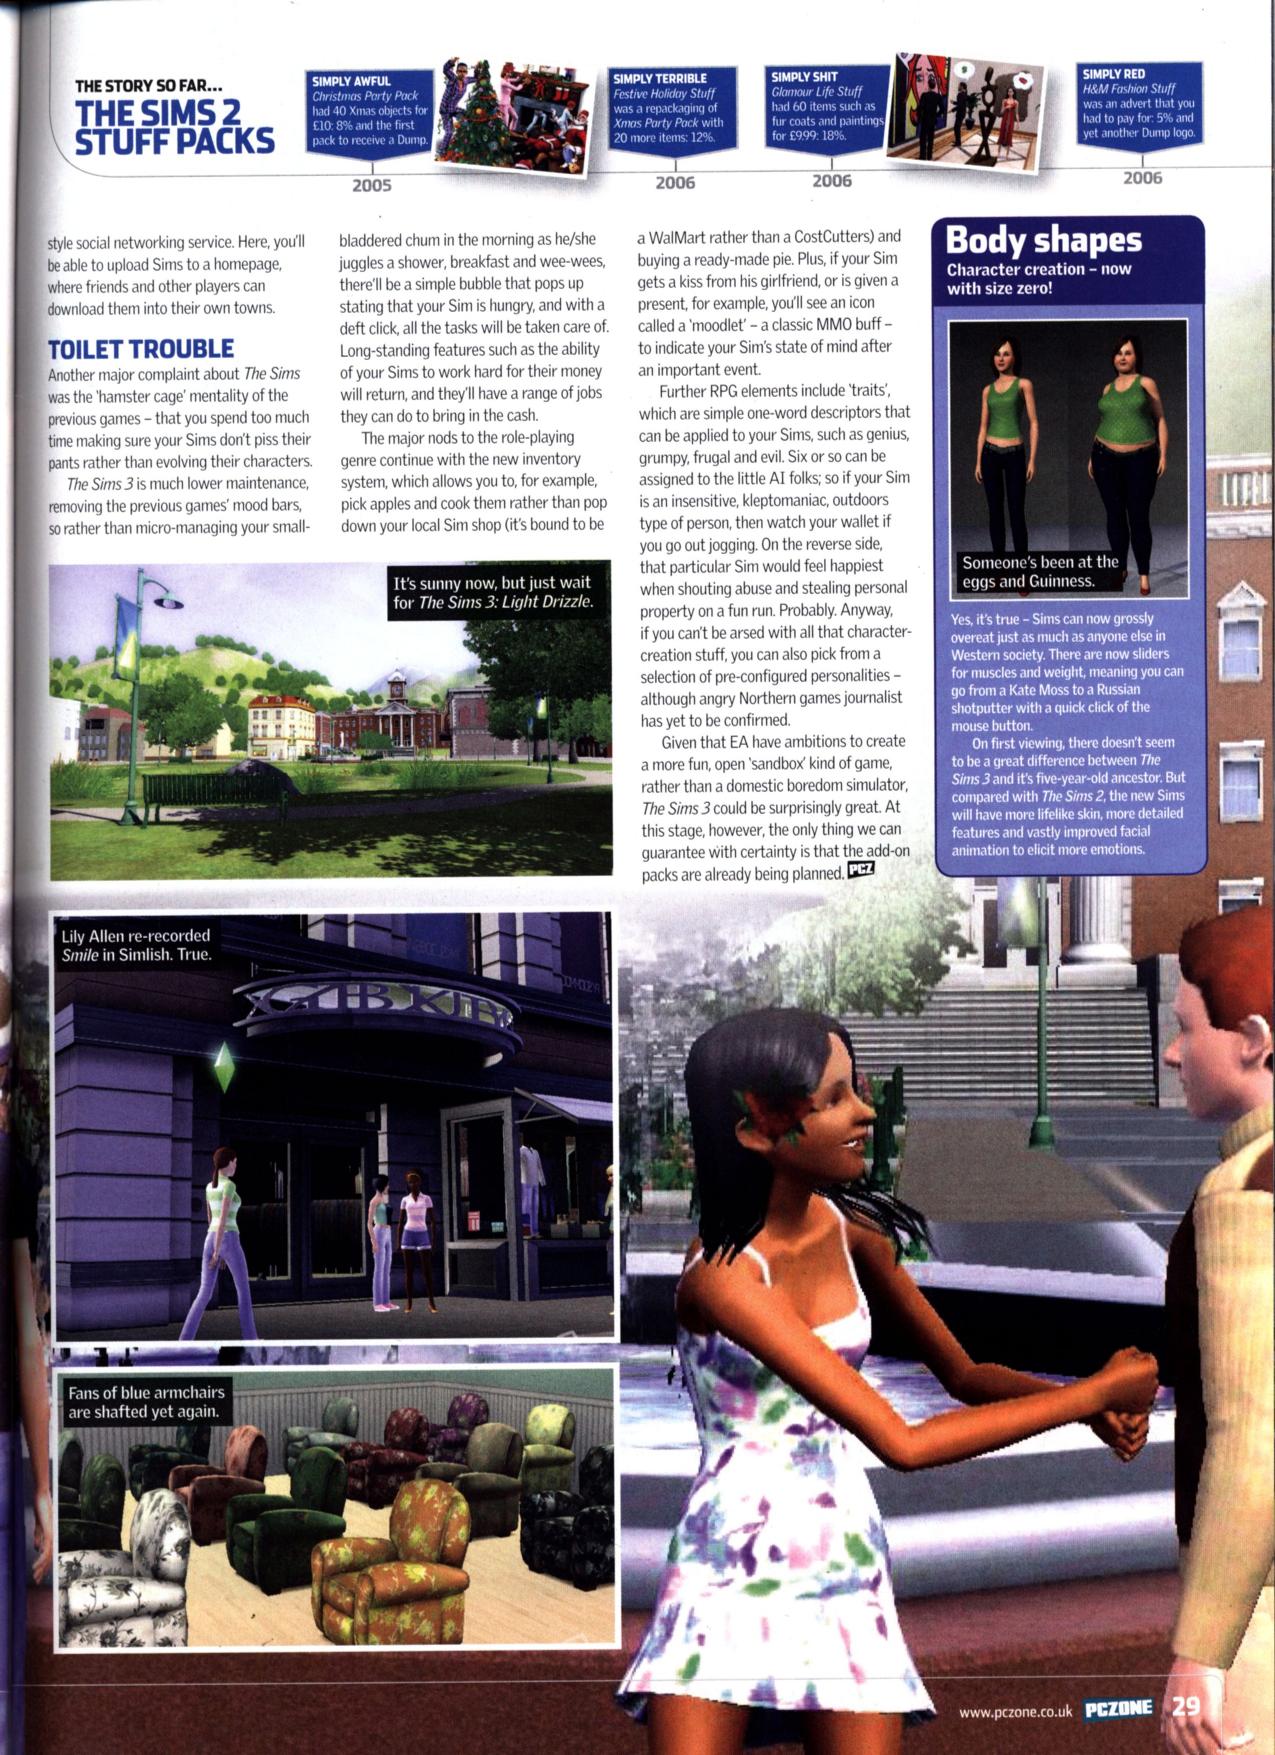 THE STORY SO FAR...
THE SIMS 2
STUFF PACKS
SIMPLY AWFUL
Christmas Party Pack
had 40 Xmas objects for
£10: 8% and the first
pack to receive a Dump.
2005
SIMPLY TERRIBLE
Festive Holiday Stuff
was a repackaging of
Xmas Party Pack with
20 more items: 12%.
2006
SIMPLY SHIT
Glamour Life Stuff
had 60 items such as
fur coats and paintings
for £9.99: 18%.
2006
SIMPLY RED
H&M Fashion Stuff
was an advert that you
had to pay for: 5% and
yet another Dump logo.
2006
style social networking service. Here, you'll
be able to upload Sims to a homepage,
where friends and other players can
download them into their own towns.
TOILET TROUBLE
Another major complaint about The Sims
was the 'hamster cage' mentality of the
previous games – that you spend too much
time making sure your Sims don't piss their
pants rather than evolving their characters.
The Sims 3 is much lower maintenance,
removing the previous games' mood bars,
so rather than micro-managing your small-
bladdered chum in the morning as he/she
juggles a shower, breakfast and wee-wees,
there'll be a simple bubble that pops up
stating that your Sim is hungry, and with a
deft click, all the tasks will be taken care of.
Long-standing features such as the ability
of your Sims to work hard for their money
will return, and they'll have a range of jobs
they can do to bring in the cash.
The major nods to the role-playing
genre continue with the new inventory
system, which allows you to, for example,
pick apples and cook them rather than pop
down your local Sim shop (it's bound to be
a WalMart rather than a CostCutters) and
buying a ready-made pie. Plus, if your Sim
gets a kiss from his girlfriend, or is given a
present, for example, you'll see an icon
called a 'moodlet' – a classic MMO buff –
to indicate your Sim's state of mind after
an important event.
Further RPG elements include 'traits',
which are simple one-word descriptors that
can be applied to your Sims, such as genius,
grumpy, frugal and evil. Six or so can be
assigned to the little AI folks; so if your Sim
is an insensitive, kleptomaniac, outdoors
type of person, then watch your wallet if
you go out jogging. On the reverse side,
that particular Sim would feel happiest
when shouting abuse and stealing personal
property on a fun run. Probably. Anyway,
if you can't be arsed with all that character-
creation stuff, you can also pick from a
selection of pre-configured personalities –
although angry Northern games journalist
has yet to be confirmed.
Given that EA have ambitions to create
a more fun, open 'sandbox' kind of game,
rather than a domestic boredom simulator,
The Sims 3 could be surprisingly great. At
this stage, however, the only thing we can
guarantee with certainty is that the add-on
packs are already being planned. PCZ
Body shapes
Character creation – now
with size zero!
Someone's been at the
eggs and Guinness.
Yes, it's true – Sims can now grossly
overeat just as much as anyone else in
Western society. There are now sliders
for muscles and weight, meaning you can
go from a Kate Moss to a Russian
shotputter with a quick click of the
mouse button.
On first viewing, there doesn't seem
to be a great difference between The
Sims 3 and it's five-year-old ancestor. But
compared with The Sims 2, the new Sims
will have more lifelike skin, more detailed
features and vastly improved facial
animation to elicit more emotions.
It's sunny now, but just wait
for The Sims 3: Light Drizzle.
Lily Allen re-recorded
Smile in Simlish. True.
Fans of blue armchairs
are shafted yet again.
www.pczone.co.uk PCZONE 29